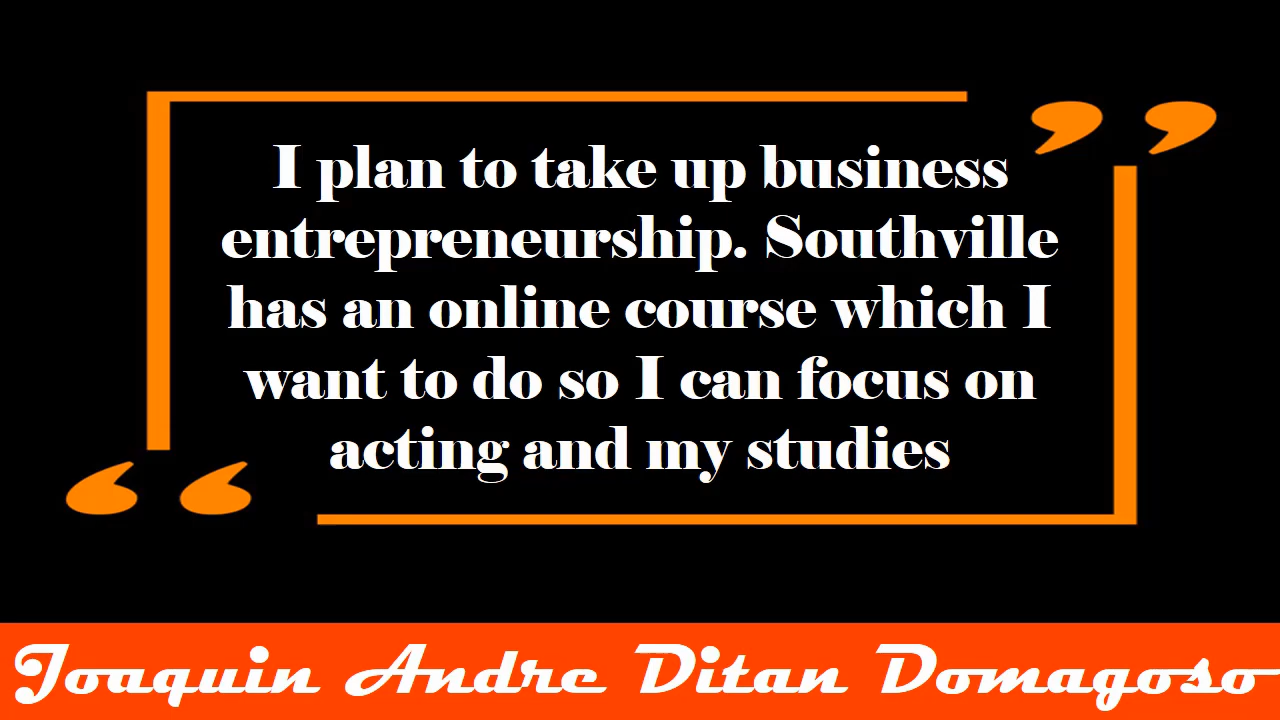 I plan to take up business
entrepreneurship. Southville
has an online course which I
want to do so I can focus on
acting and my studies
Joaquin Andre Ditan Domagoso